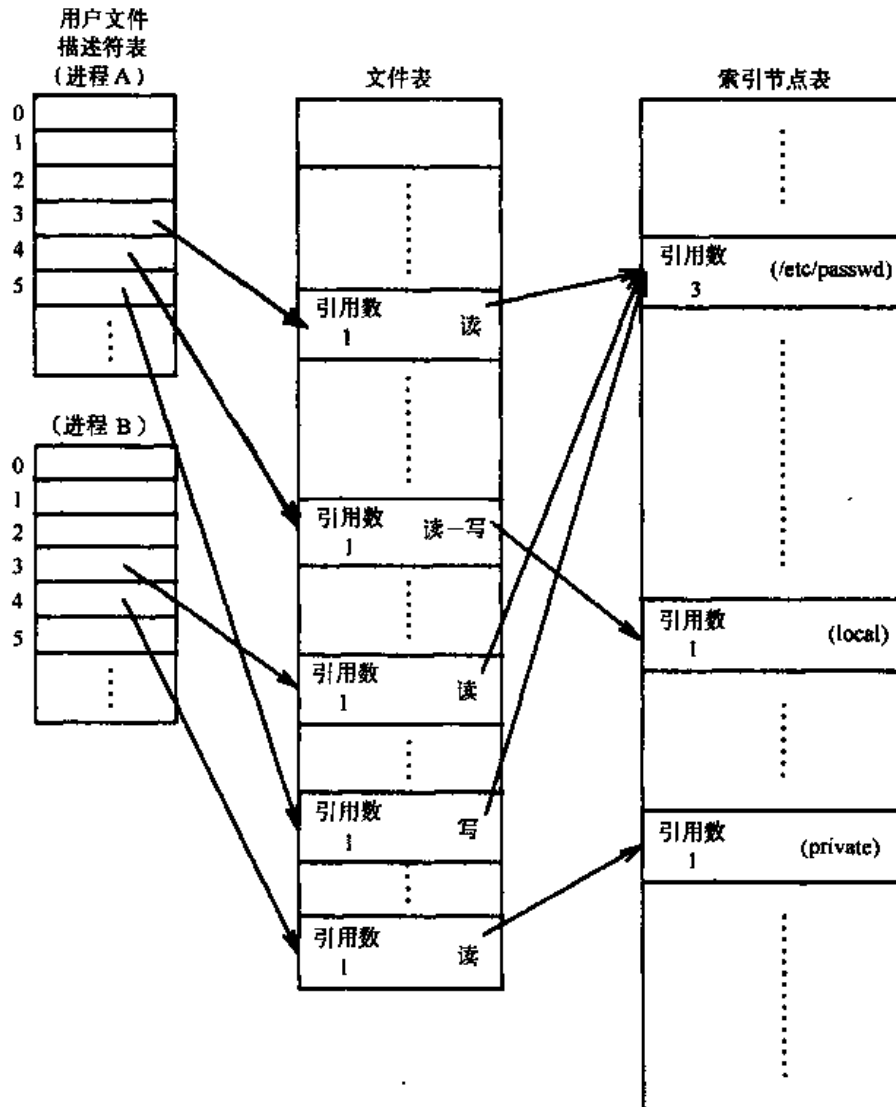 用户文件
描述符表
(进程A)
0
1
2
3
4
5
(进程 B)
0
1
2
3
4
5
文件表
引用数
1 读
引用数
1 读-写
引用数
1 读
引用数
1 写
引用数
1 读
索引节点表
引用数
3 (/etc/passwd)
引用数
1 (local)
引用数
1 (private)